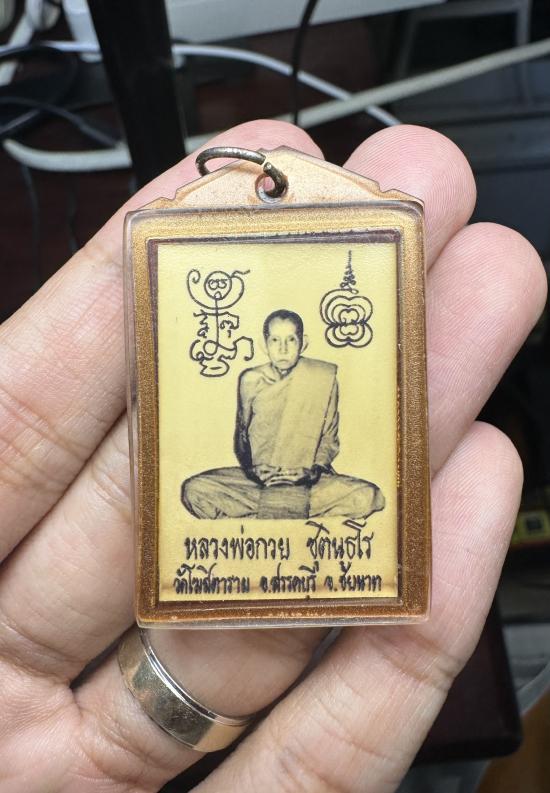 หลวงพ่อกวย ชุตินฺธโร
วัดโฆสิตาราม อ.สรรคบุรี จ.ชัยนาท